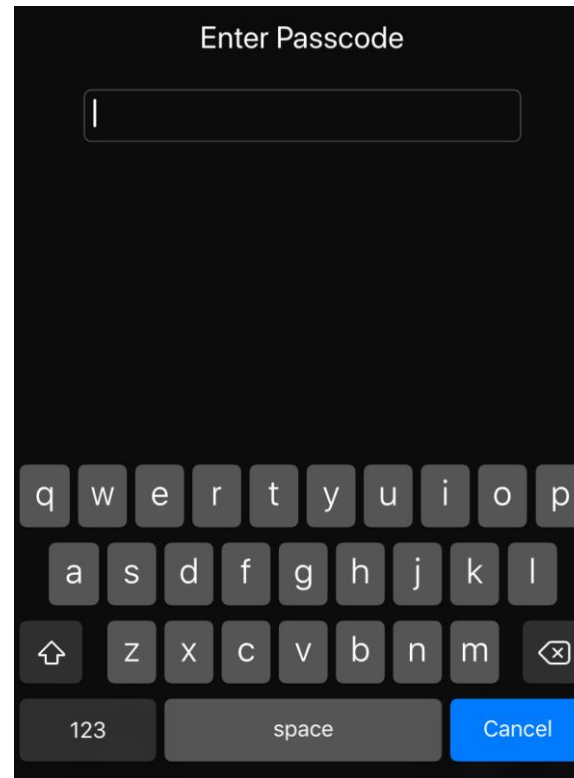 Enter Passcode
q w e r t y u i o p
a s d f g h j k l
z x c v b n m
123 space Cancel